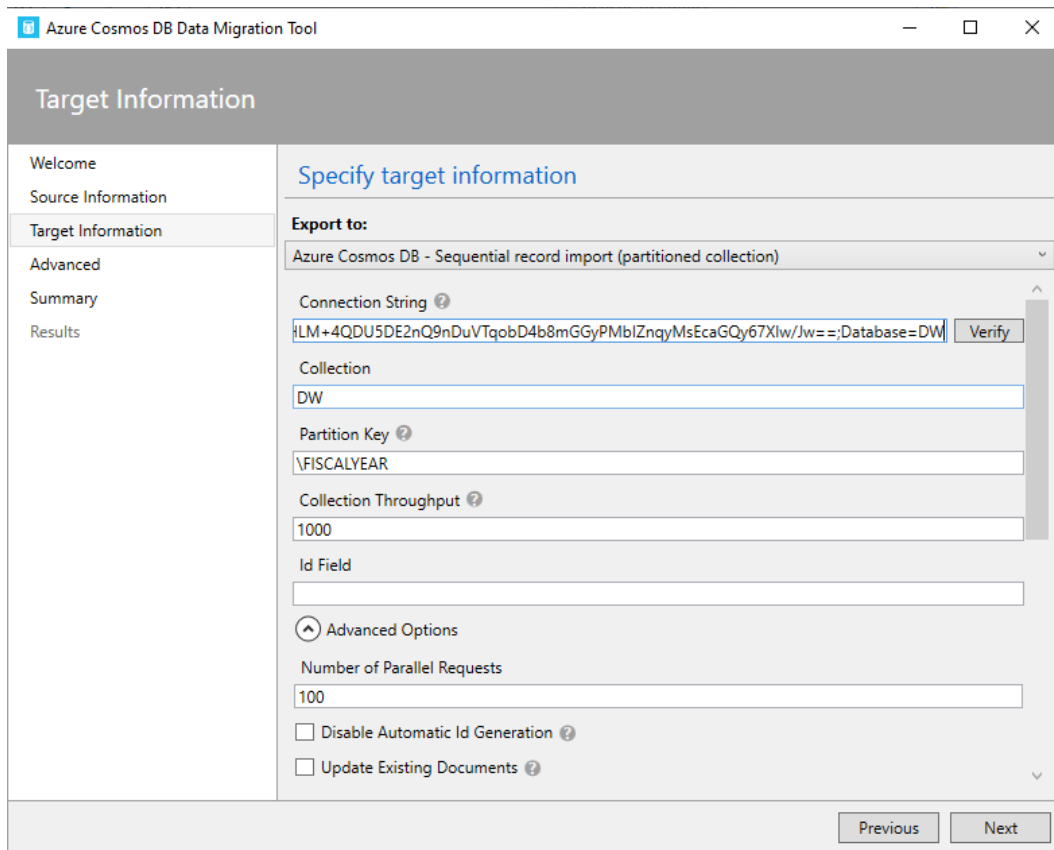 Azure Cosmos DB Data Migration Tool
Target Information
Welcome
Source Information
Target Information
Advanced
Summary
Results
Specify target information
Export to:
Azure Cosmos DB - Sequential record import (partitioned collection)
Connection String
HLM+4QDU5DE2nQ9nDuVTqobD4b8mGGyPMbIZnqyMsEcaGQy67XIw/Jw==;Database=DW
Verify
Collection
DW
Partition Key
\FISCALYEAR
Collection Throughput
1000
Id Field
Advanced Options
Number of Parallel Requests
100
Disable Automatic Id Generation
Update Existing Documents
Previous
Next